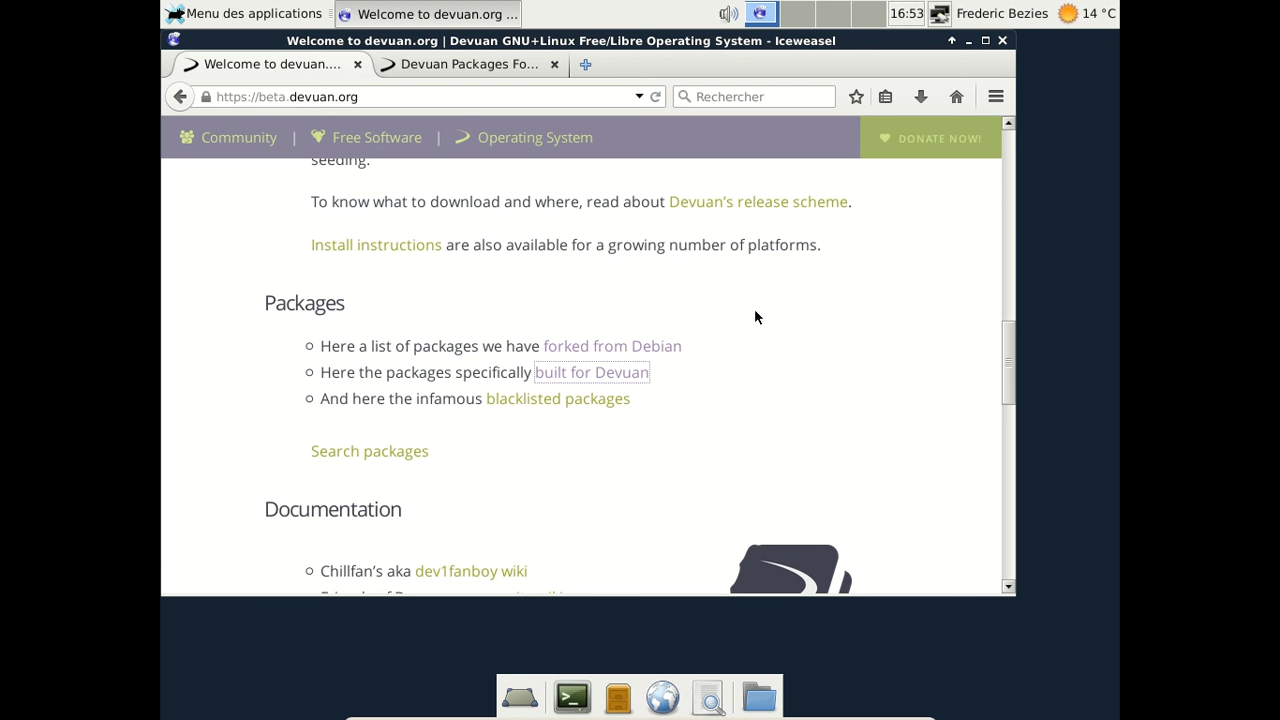 Menu des applications
Welcome to devuan.org ...
16:53
Frederic Bezies
14 °C
Welcome to devuan.org | Devuan GNU+Linux Free/Libre Operating System - Iceweasel
Welcome to devuan....
Devuan Packages Fo...
https://beta.devuan.org
Rechercher
Community | Free Software | Operating System
DONATE NOW!
seeding.
To know what to download and where, read about Devuan’s release scheme.
Install instructions are also available for a growing number of platforms.
Packages
Here a list of packages we have forked from Debian
Here the packages specifically built for Devuan
And here the infamous blacklisted packages
Search packages
Documentation
Chillfan’s aka dev1fanboy wiki